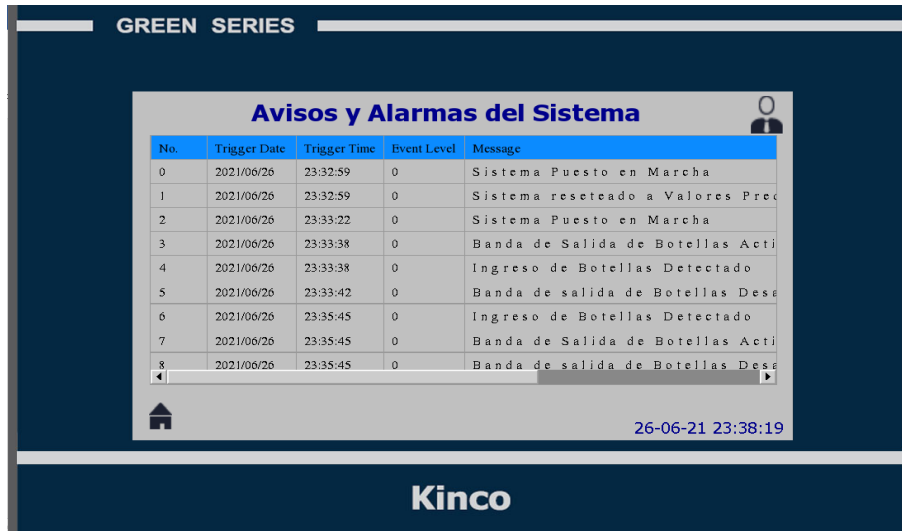 GREEN SERIES
Avisos y Alarmas del Sistema
No. Trigger Date Trigger Time Event Level Message
0 2021/06/26 23:32:59 0 Sistema Puesto en Marcha
1 2021/06/26 23:32:59 0 Sistema reseteado a Valores Pred
2 2021/06/26 23:33:22 0 Sistema Puesto en Marcha
3 2021/06/26 23:33:38 0 Banda de Salida de Botellas Acti
4 2021/06/26 23:33:38 0 Ingreso de Botellas Detectado
5 2021/06/26 23:33:42 0 Banda de salida de Botellas Desa
6 2021/06/26 23:35:45 0 Ingreso de Botellas Detectado
7 2021/06/26 23:35:45 0 Banda de Salida de Botellas Acti
8 2021/06/26 23:35:45 0 Banda de salida de Botellas Desa
26-06-21 23:38:19
Kinco